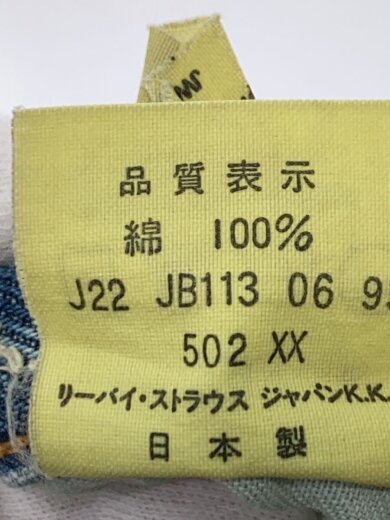 品質表示
綿 100%
J22 JB113 06 9
502 XX
リーバイ・ストラウス ジャパンK.K.
日本製